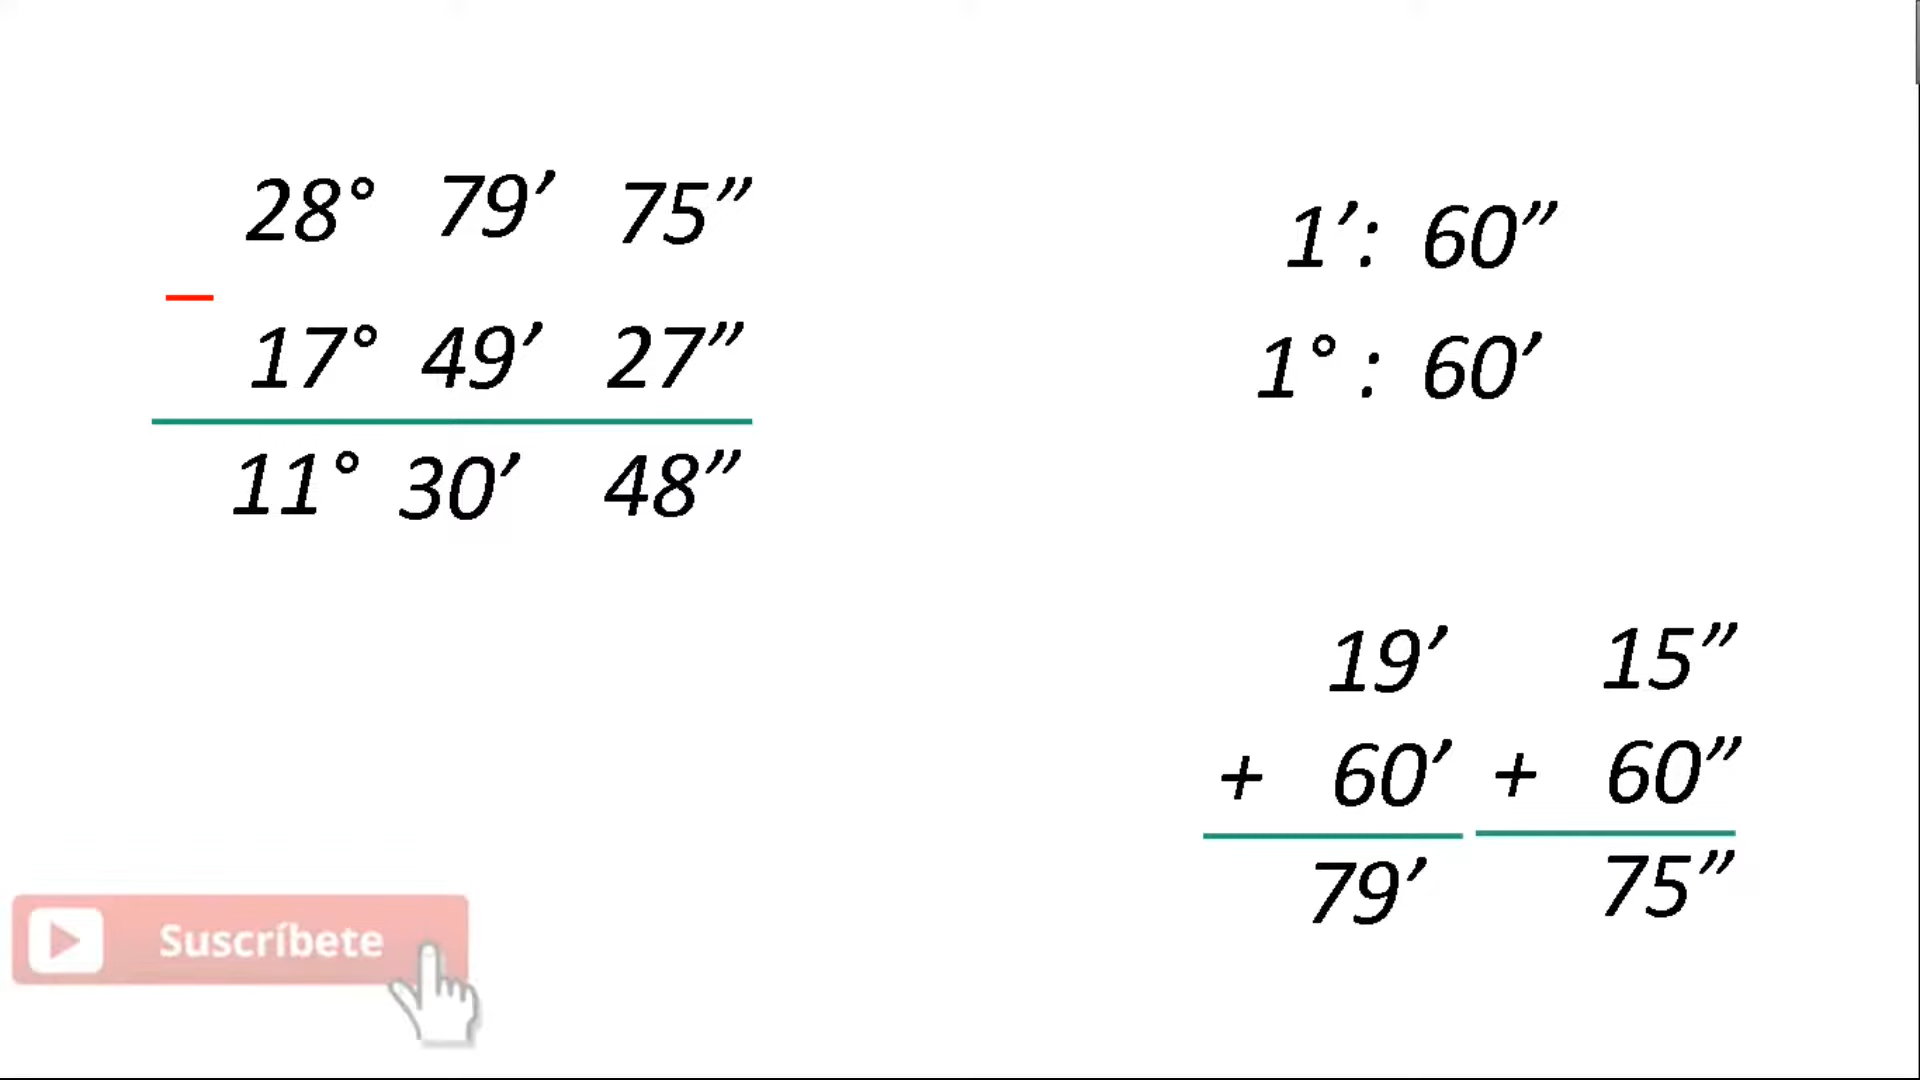 28° 79’ 75”
_
17° 49’ 27”
11° 30’ 48”
1’: 60”
1° : 60’
19’ 15”
+ 60’ + 60”
79’ 75”
Suscríbete